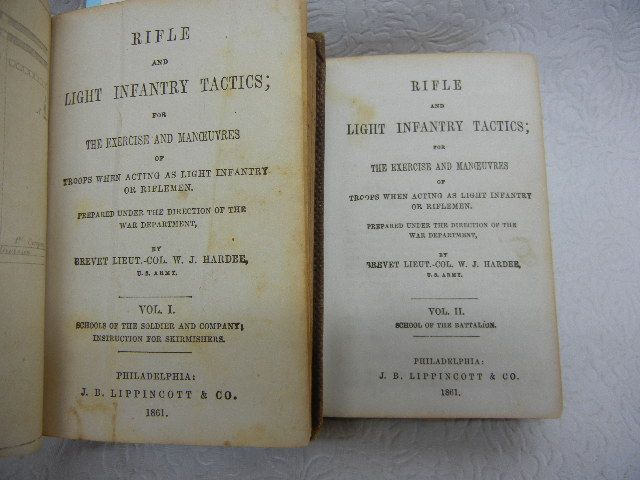 RIFLE
AND
LIGHT INFANTRY TACTICS;
FOR
THE EXERCISE AND MANŒUVRES
OF
TROOPS WHEN ACTING AS LIGHT INFANTRY
OR RIFLEMEN.
PREPARED UNDER THE DIRECTION OF THE
WAR DEPARTMENT,
BY
BREVET LIEUT.-COL. W. J. HARDEE,
U.S. ARMY.
VOL. I.
SCHOOLS OF THE SOLDIER AND COMPANY;
INSTRUCTION FOR SKIRMISHERS.
PHILADELPHIA:
J. B. LIPPINCOTT & CO.
1861.
RIFLE
AND
LIGHT INFANTRY TACTICS;
FOR
THE EXERCISE AND MANŒUVRES
OF
TROOPS WHEN ACTING AS LIGHT INFANTRY
OR RIFLEMEN.
PREPARED UNDER THE DIRECTION OF THE
WAR DEPARTMENT,
BY
BREVET LIEUT.-COL. W. J. HARDEE,
U.S. ARMY.
VOL. II.
SCHOOL OF THE BATTALION.
PHILADELPHIA:
J. B. LIPPINCOTT & CO.
1861.